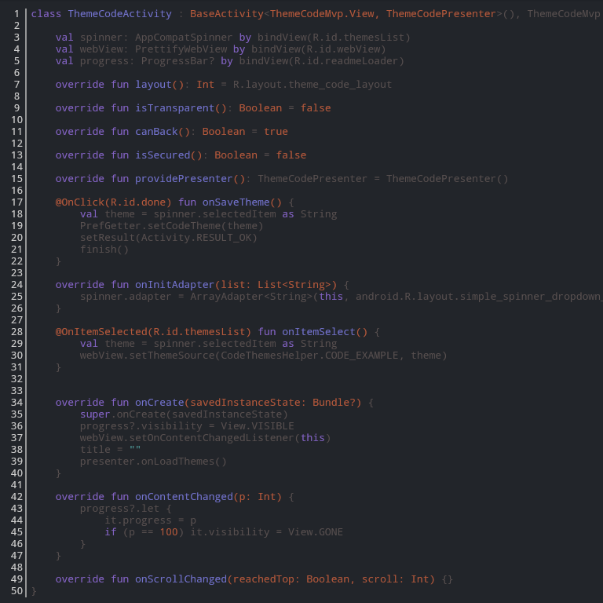 1 class ThemeCodeActivity : BaseActivity<ThemeCodeMvp.View, ThemeCodePresenter>(), ThemeCodeMvp
2
3 val spinner: AppCompatSpinner by bindView(R.id.themesList)
4 val webView: PrettifyWebView by bindView(R.id.webView)
5 val progress: ProgressBar? by bindView(R.id.readmeLoader)
6
7 override fun layout(): Int = R.layout.theme_code_layout
8
9 override fun isTransparent(): Boolean = false
10
11 override fun canBack(): Boolean = true
12
13 override fun isSecured(): Boolean = false
14
15 override fun providePresenter(): ThemeCodePresenter = ThemeCodePresenter()
16
17 @OnClick(R.id.done) fun onSaveTheme() {
18 val theme = spinner.selectedItem as String
19 PrefGetter.setCodeTheme(theme)
20 setResult(Activity.RESULT_OK)
21 finish()
22 }
23
24 override fun onInitAdapter(list: List<String>) {
25 spinner.adapter = ArrayAdapter<String>(this, android.R.layout.simple_spinner_dropdown_
26 }
27
28 @OnItemSelected(R.id.themesList) fun onItemSelect() {
29 val theme = spinner.selectedItem as String
30 webView.setThemeSource(CodeThemesHelper.CODE_EXAMPLE, theme)
31 }
32
33
34 override fun onCreate(savedInstanceState: Bundle?) {
35 super.onCreate(savedInstanceState)
36 progress?.visibility = View.VISIBLE
37 webView.setOnContentChangedListener(this)
38 title = ""
39 presenter.onLoadThemes()
40 }
41
42 override fun onContentChanged(p: Int) {
43 progress?.let {
44 it.progress = p
45 if (p == 100) it.visibility = View.GONE
46 }
47 }
48
49 override fun onScrollChanged(reachedTop: Boolean, scroll: Int) {}
50 }